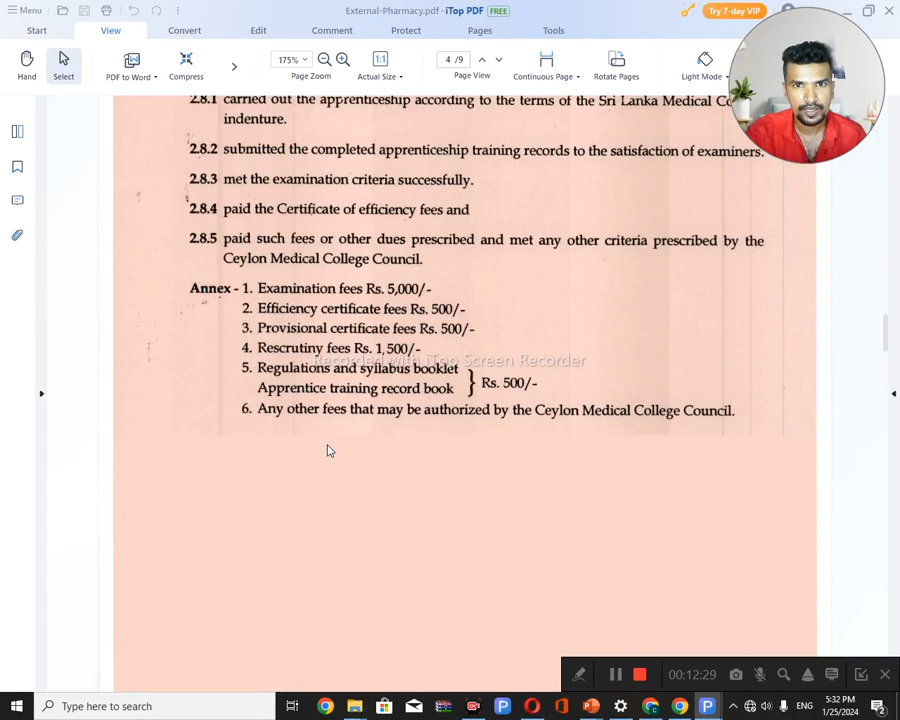 Menu
External-Pharmacy.pdf - iTop PDF FREE
Try 7-day VIP
Start View Convert Edit Comment Protect Pages Tools
175% 4 /9
Hand Select PDF to Word Compress Page Zoom Actual Size Page View Continuous Page Rotate Pages Light Mode
2.8.1 carried out the apprenticeship according to the terms of the Sri Lanka Medical
indenture.
2.8.2 submitted the completed apprenticeship training records to the satisfaction of examiners.
2.8.3 met the examination criteria successfully.
2.8.4 paid the Certificate of efficiency fees and
2.8.5 paid such fees or other dues prescribed and met any other criteria prescribed by the
Ceylon Medical College Council.
Annex - 1. Examination fees Rs. 5,000/-
2. Efficiency certificate fees Rs. 500/-
3. Provisional certificate fees Rs. 500/-
4. Rescrutiny fees Rs. 1,500/-
Recorded with iTop Screen Recorder
5. Regulations and syllabus booklet
Apprentice training record book } Rs. 500/-
6. Any other fees that may be authorized by the Ceylon Medical College Council.
00:12:29
Type here to search
ENG
5:32 PM
1/25/2024
2